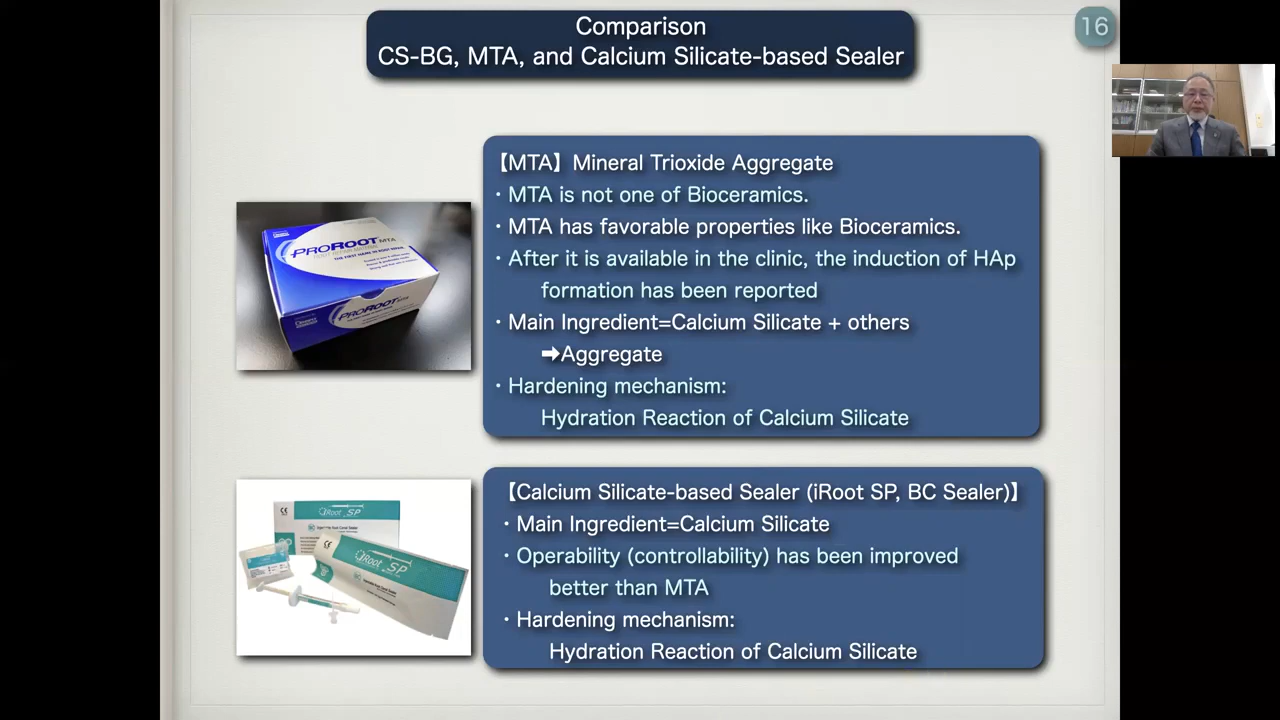 Comparison
CS-BG, MTA, and Calcium Silicate-based Sealer
16
【MTA】Mineral Trioxide Aggregate
・MTA is not one of Bioceramics.
・MTA has favorable properties like Bioceramics.
・After it is available in the clinic, the induction of HAp
formation has been reported
・Main Ingredient=Calcium Silicate + others
➡Aggregate
・Hardening mechanism:
Hydration Reaction of Calcium Silicate
PROROOT MTA
PROROOT
【Calcium Silicate-based Sealer (iRoot SP, BC Sealer)】
・Main Ingredient=Calcium Silicate
・Operability (controllability) has been improved
better than MTA
・Hardening mechanism:
Hydration Reaction of Calcium Silicate
iRoot SP
iRoot SP